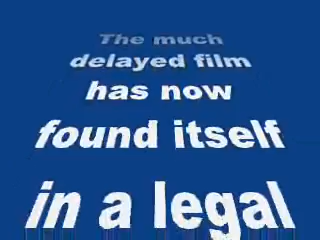 The much
delayed film
has now
found itself
in a legal